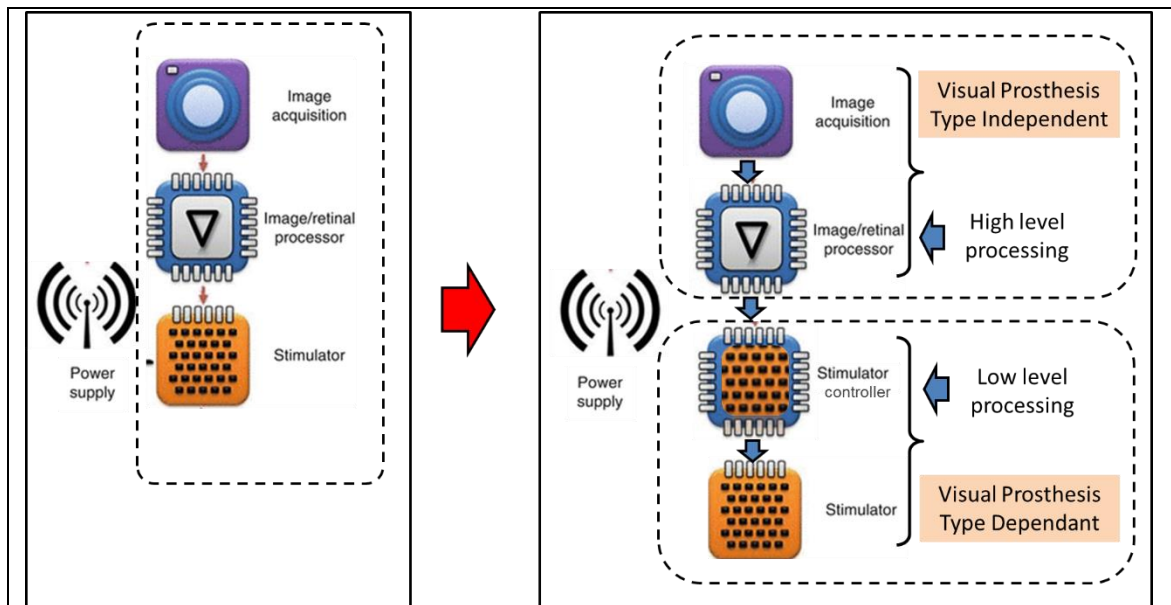 Image
acquisition
Image/retinal
processor
Power
supply
Stimulator
Image
acquisition
Visual Prosthesis
Type Independent
Image/retinal
processor
High level
processing
Power
supply
Stimulator
controller
Low level
processing
Stimulator
Visual Prosthesis
Type Dependant